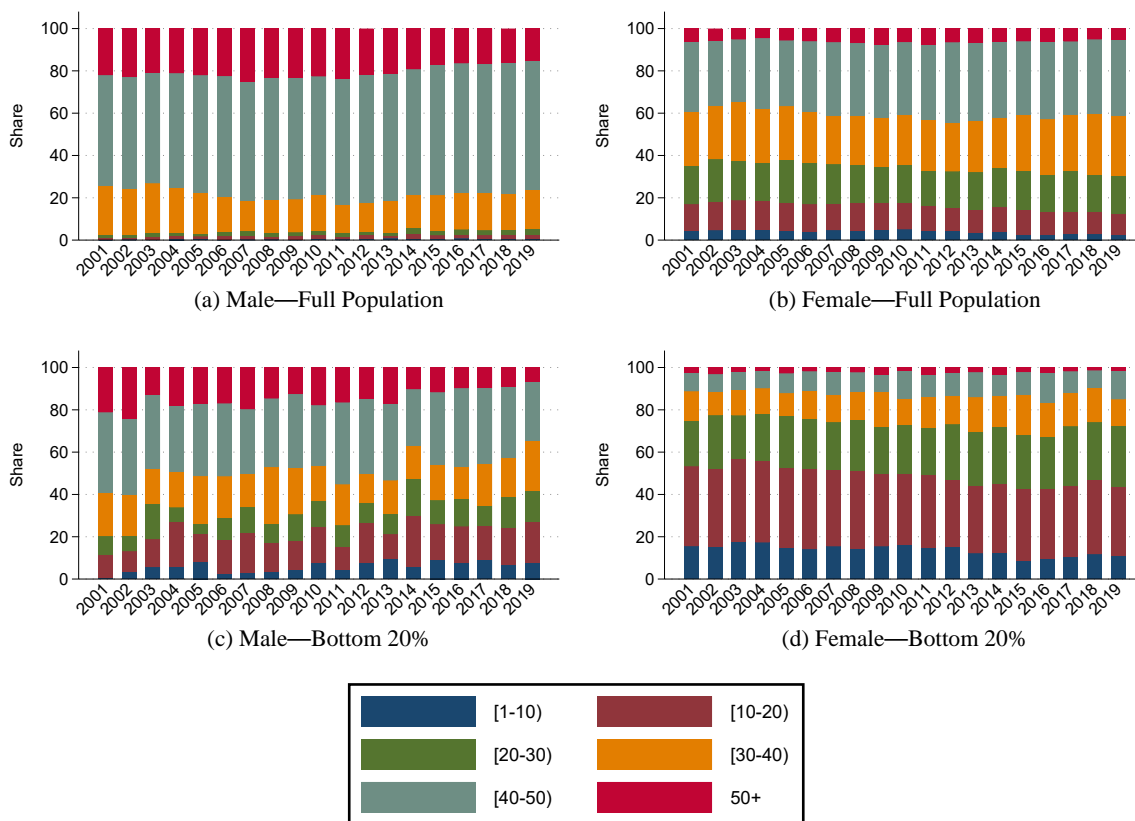 100
80
60
40
20
0
Share
2001 2002 2003 2004 2005 2006 2007 2008 2009 2010 2011 2012 2013 2014 2015 2016 2017 2018 2019
(a) Male—Full Population
100
80
60
40
20
0
Share
2001 2002 2003 2004 2005 2006 2007 2008 2009 2010 2011 2012 2013 2014 2015 2016 2017 2018 2019
(b) Female—Full Population
100
80
60
40
20
0
Share
2001 2002 2003 2004 2005 2006 2007 2008 2009 2010 2011 2012 2013 2014 2015 2016 2017 2018 2019
(c) Male—Bottom 20%
100
80
60
40
20
0
Share
2001 2002 2003 2004 2005 2006 2007 2008 2009 2010 2011 2012 2013 2014 2015 2016 2017 2018 2019
(d) Female—Bottom 20%
[1-10) [10-20)
[20-30) [30-40)
[40-50) 50+